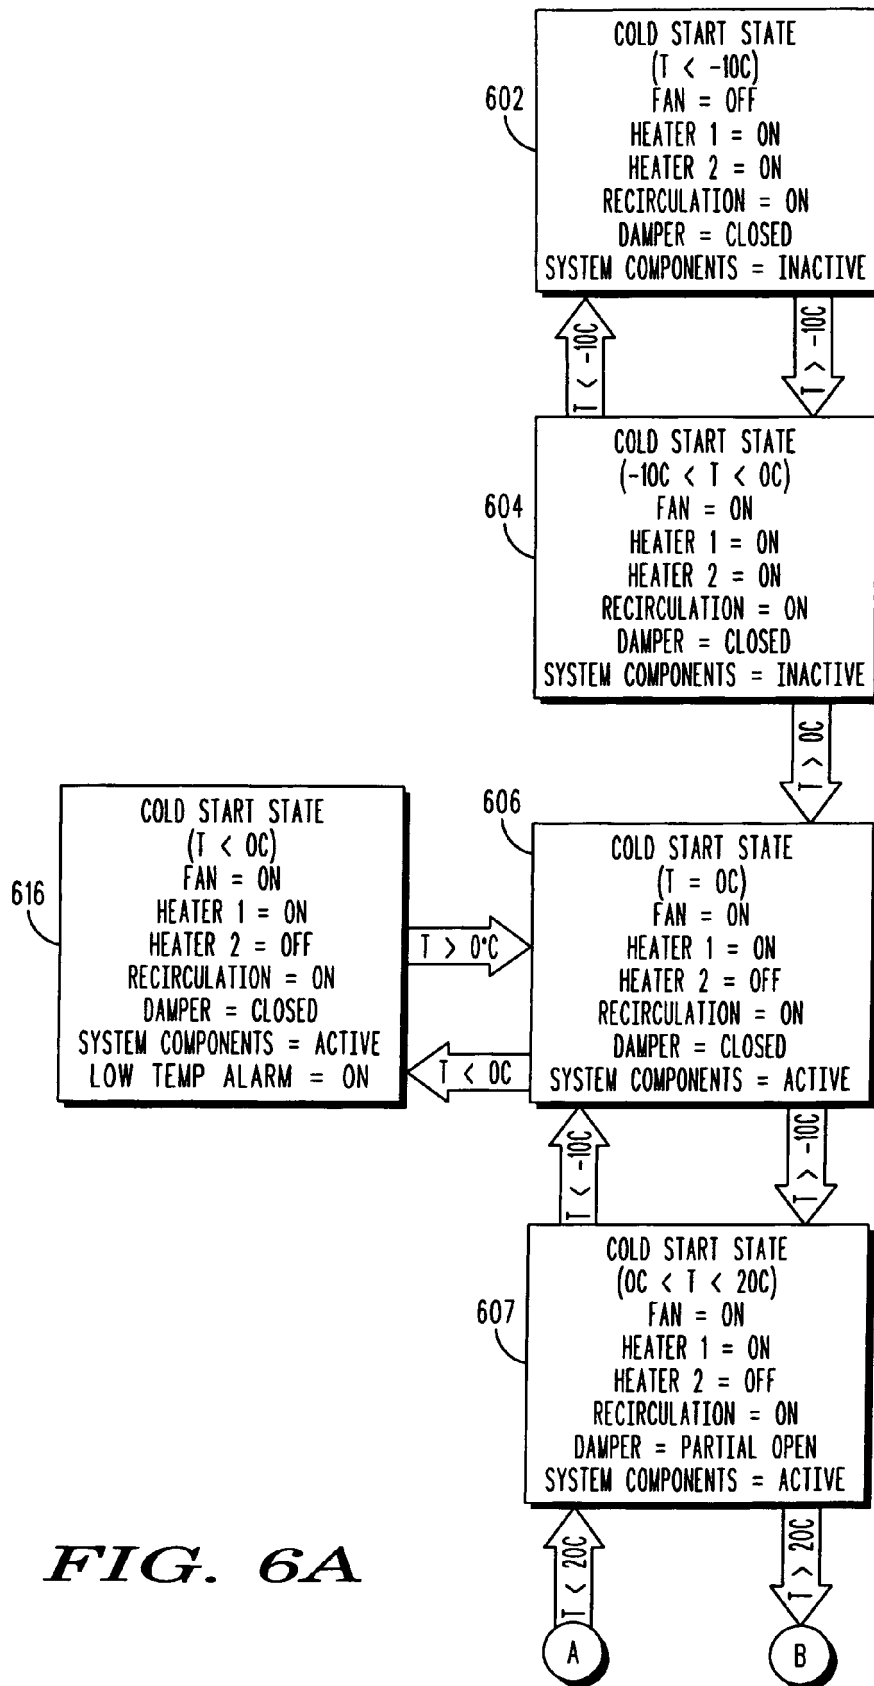 COLD START STATE
(T < -10C)
FAN = OFF
HEATER 1 = ON
HEATER 2 = ON
RECIRCULATION = ON
DAMPER = CLOSED
SYSTEM COMPONENTS = INACTIVE
602
T < -10C
T > -10C
COLD START STATE
(-10C < T < 0C)
FAN = ON
HEATER 1 = ON
HEATER 2 = ON
RECIRCULATION = ON
DAMPER = CLOSED
SYSTEM COMPONENTS = INACTIVE
604
T > 0C
COLD START STATE
(T < 0C)
FAN = ON
HEATER 1 = ON
HEATER 2 = OFF
RECIRCULATION = ON
DAMPER = CLOSED
SYSTEM COMPONENTS = ACTIVE
LOW TEMP ALARM = ON
616
T > 0°C
T < 0C
606
COLD START STATE
(T = 0C)
FAN = ON
HEATER 1 = ON
HEATER 2 = OFF
RECIRCULATION = ON
DAMPER = CLOSED
SYSTEM COMPONENTS = ACTIVE
T < -10C
T > -10C
COLD START STATE
(0C < T < 20C)
FAN = ON
HEATER 1 = ON
HEATER 2 = OFF
RECIRCULATION = ON
DAMPER = PARTIAL OPEN
SYSTEM COMPONENTS = ACTIVE
607
T < 20C
T > 20C
A
B
FIG. 6A